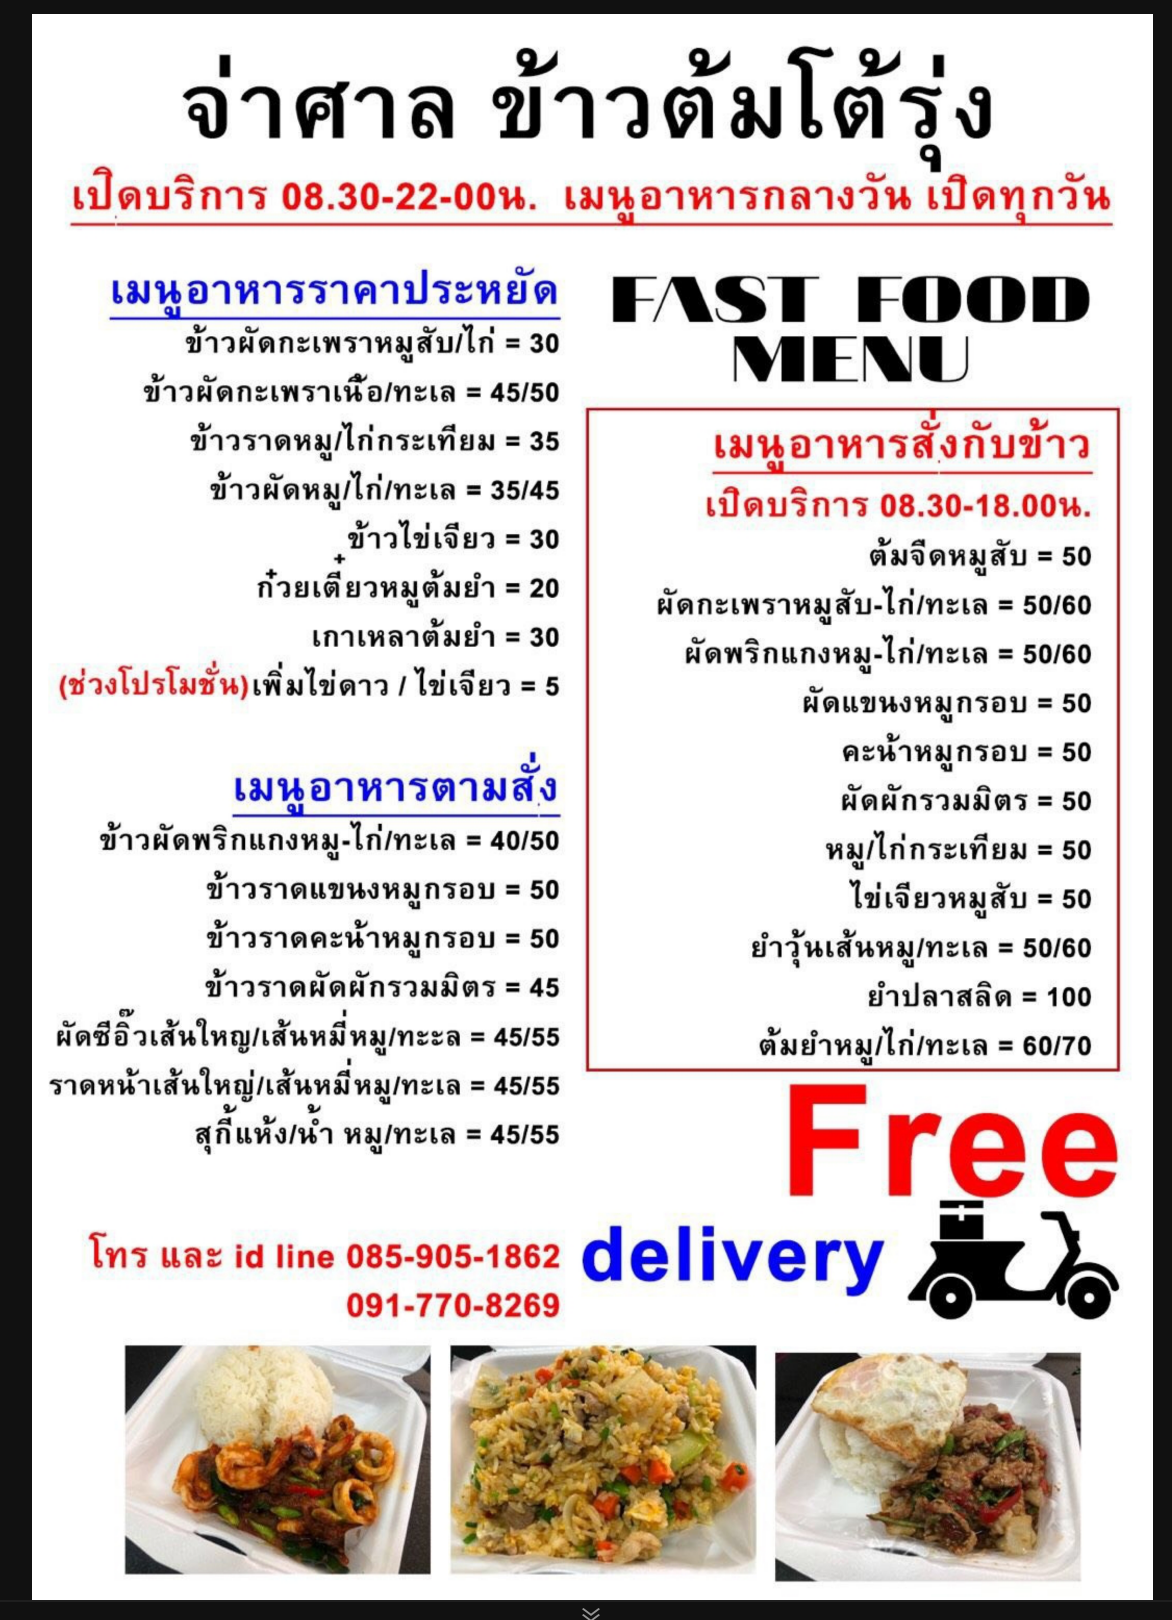 จ่าศาล ข้าวต้มโต้รุ่ง
เปิดบริการ 08.30-22-00น. เมนูอาหารกลางวัน เปิดทุกวัน
เมนูอาหารราคาประหยัด
ข้าวผัดกะเพราหมูสับ/ไก่ = 30
ข้าวผัดกะเพราเนื้อ/ทะเล = 45/50
ข้าวราดหมู/ไก่กระเทียม = 35
ข้าวผัดหมู/ไก่/ทะเล = 35/45
ข้าวไข่เจียว = 30
ก๋วยเตี๋ยวหมูต้มยำ = 20
เกาเหลาต้มยำ = 30
(ช่วงโปรโมชั่น)เพิ่มไข่ดาว / ไข่เจียว = 5
เมนูอาหารตามสั่ง
ข้าวผัดพริกแกงหมู-ไก่/ทะเล = 40/50
ข้าวราดแขนงหมูกรอบ = 50
ข้าวราดคะน้าหมูกรอบ = 50
ข้าวราดผัดผักรวมมิตร = 45
ผัดซีอิ๊วเส้นใหญ/เส้นหมี่หมู/ทะะล = 45/55
ราดหน้าเส้นใหญ่/เส้นหมี่หมู/ทะเล = 45/55
สุกี้แห้ง/น้ำ หมู/ทะเล = 45/55
โทร และ id line 085-905-1862
091-770-8269
FAST FOOD
MENU
เมนูอาหารสั่งกับข้าว
เปิดบริการ 08.30-18.00น.
ต้มจืดหมูสับ = 50
ผัดกะเพราหมูสับ-ไก่/ทะเล = 50/60
ผัดพริกแกงหมู-ไก่/ทะเล = 50/60
ผัดแขนงหมูกรอบ = 50
คะน้าหมูกรอบ = 50
ผัดผักรวมมิตร = 50
หมู/ไก่กระเทียม = 50
ไข่เจียวหมูสับ = 50
ยำวุ้นเส้นหมู/ทะเล = 50/60
ยำปลาสลิด = 100
ต้มยำหมู/ไก่/ทะเล = 60/70
Free
delivery